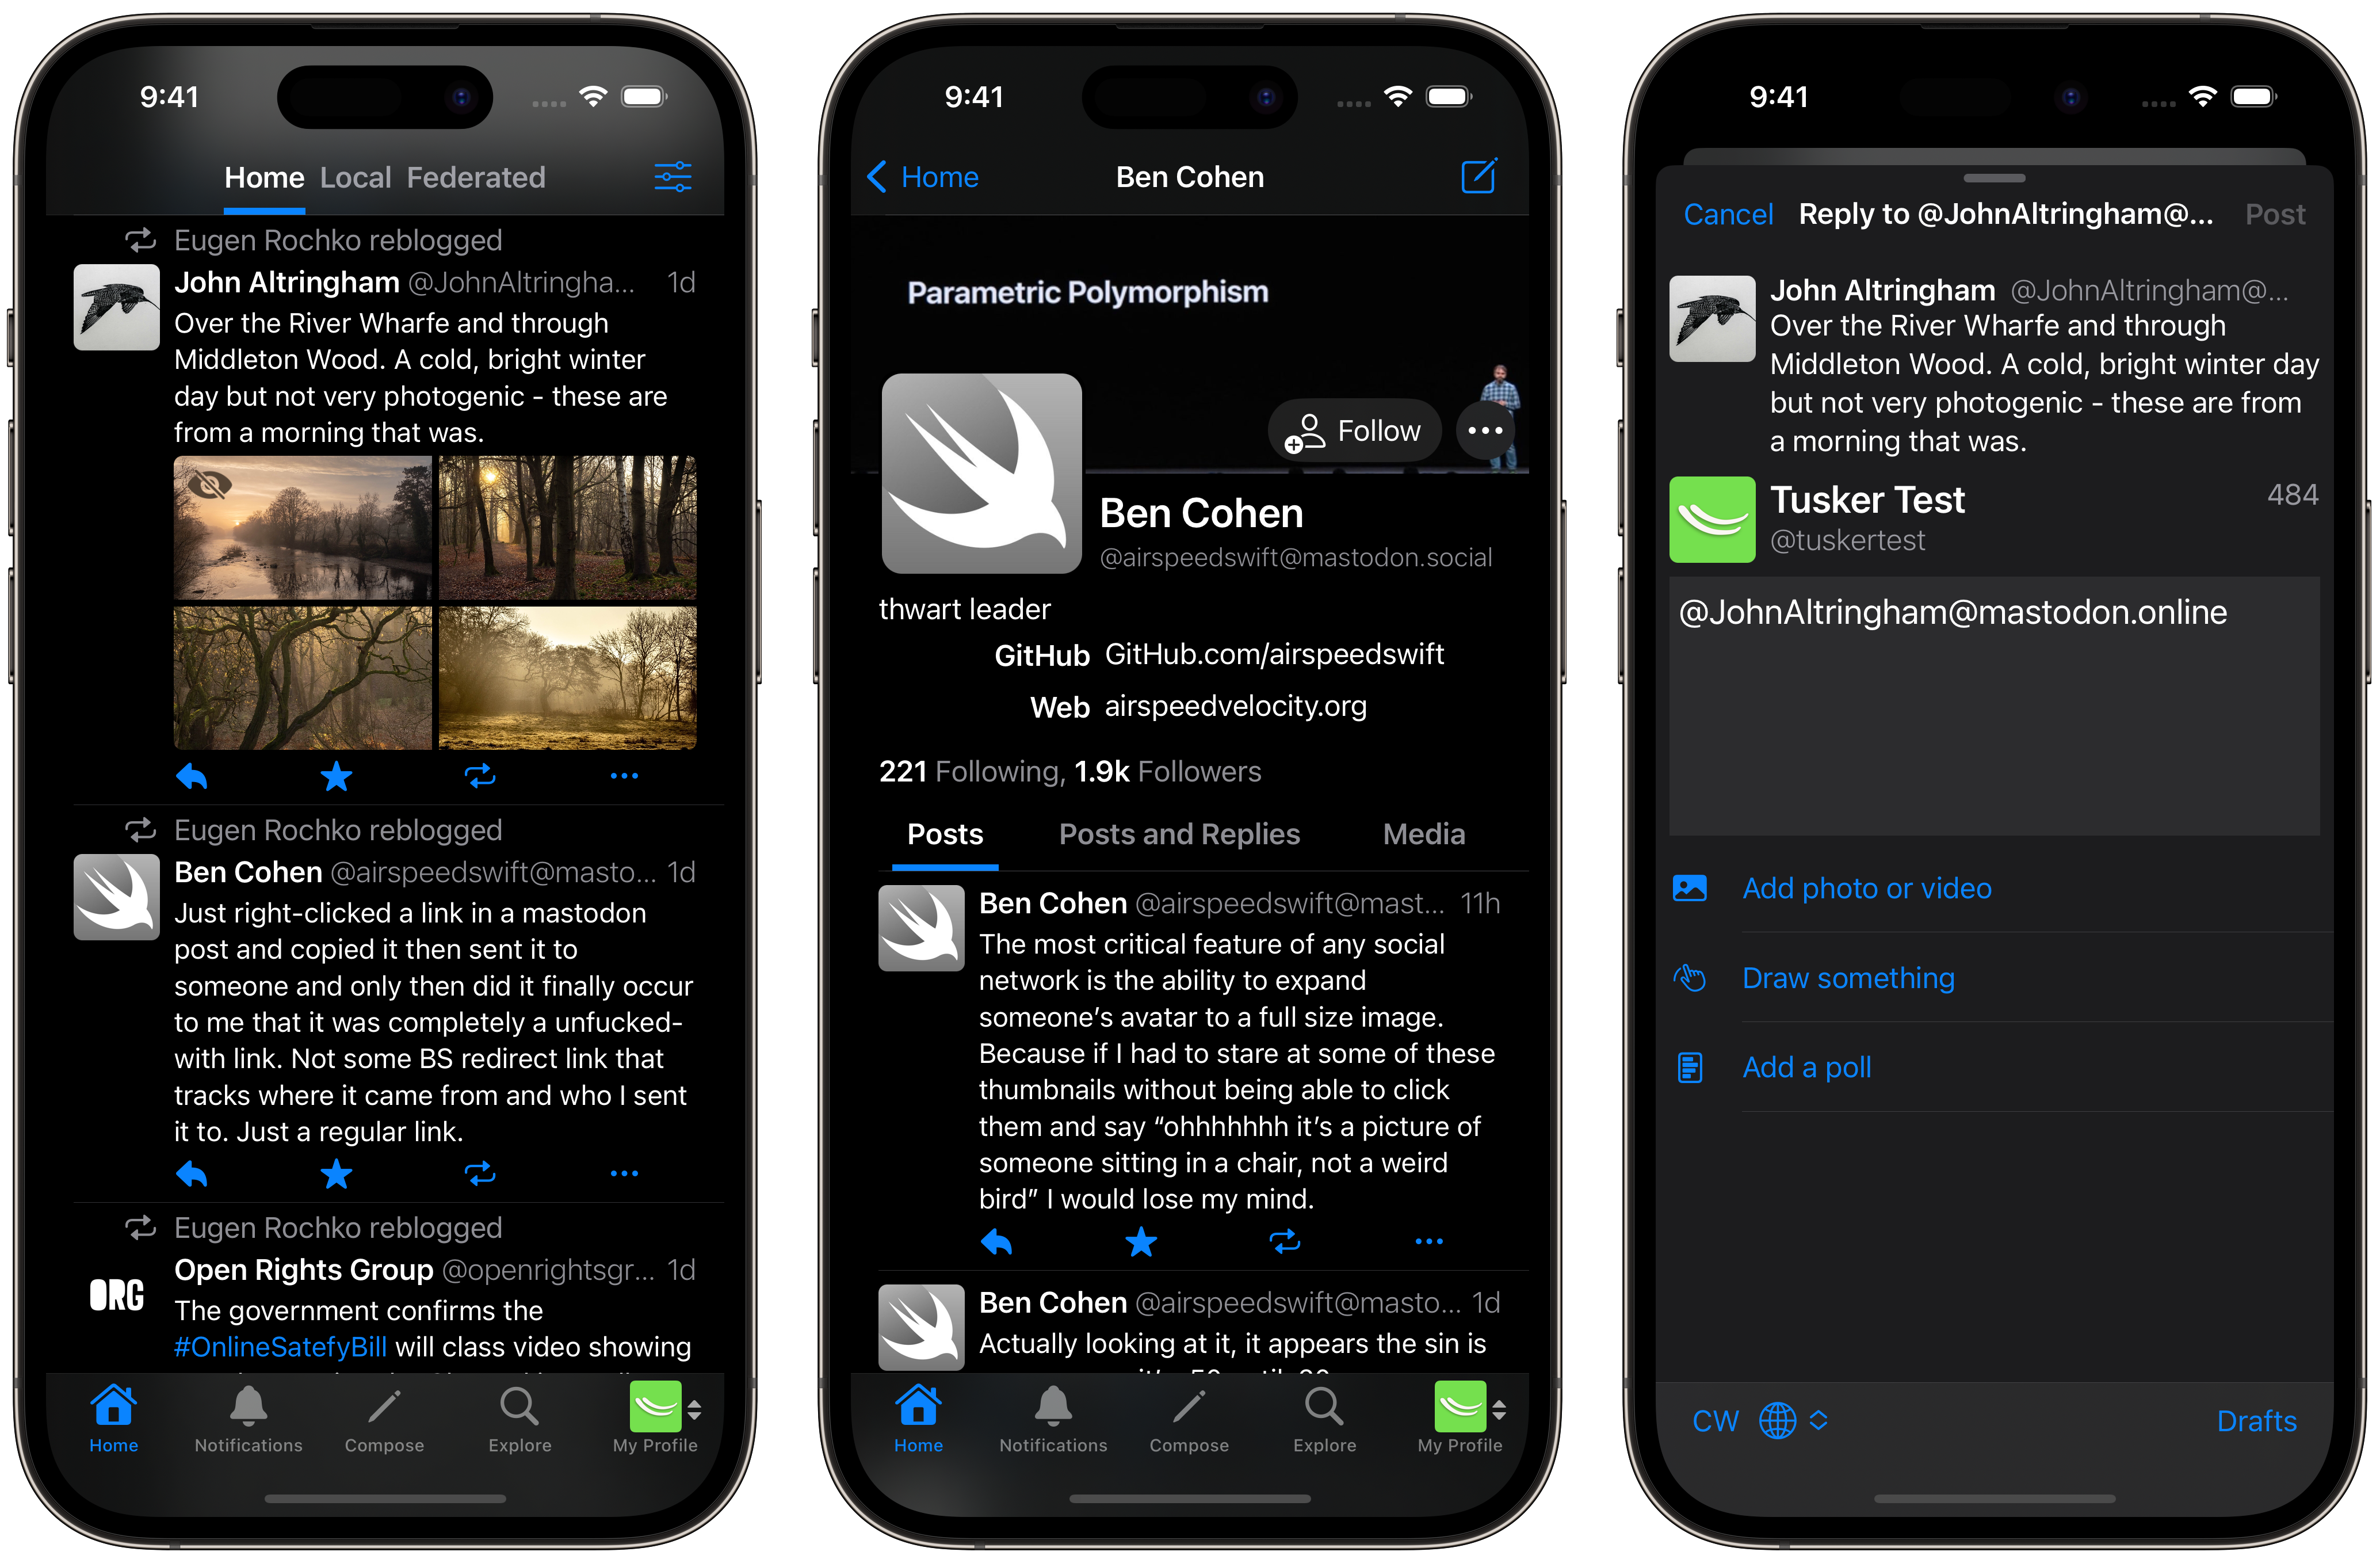 9:41
Home Local Federated
Eugen Rochko reblogged
John Altringham @JohnAltringha... 1d
Over the River Wharfe and through
Middleton Wood. A cold, bright winter
day but not very photogenic - these are
from a morning that was.
Eugen Rochko reblogged
Ben Cohen @airspeedswift@masto... 1d
Just right-clicked a link in a mastodon
post and copied it then sent it to
someone and only then did it finally occur
to me that it was completely a unfucked-
with link. Not some BS redirect link that
tracks where it came from and who I sent
it to. Just a regular link.
Eugen Rochko reblogged
ORG
Open Rights Group @openrightsgr... 1d
The government confirms the
#OnlineSatefyBill will class video showing
Home Notifications Compose Explore My Profile
9:41
Home Ben Cohen
Parametric Polymorphism
Follow
Ben Cohen
@airspeedswift@mastodon.social
thwart leader
GitHub GitHub.com/airspeedswift
Web airspeedvelocity.org
221 Following, 1.9k Followers
Posts Posts and Replies Media
Ben Cohen @airspeedswift@mast... 11h
The most critical feature of any social
network is the ability to expand
someone’s avatar to a full size image.
Because if I had to stare at some of these
thumbnails without being able to click
them and say “ohhhhhhh it’s a picture of
someone sitting in a chair, not a weird
bird” I would lose my mind.
Ben Cohen @airspeedswift@masto... 1d
Actually looking at it, it appears the sin is
Home Notifications Compose Explore My Profile
9:41
Cancel Reply to @JohnAltringham@... Post
John Altringham @JohnAltringham@...
Over the River Wharfe and through
Middleton Wood. A cold, bright winter day
but not very photogenic - these are from
a morning that was.
Tusker Test 484
@tuskertest
@JohnAltringham@mastodon.online
Add photo or video
Draw something
Add a poll
CW Drafts